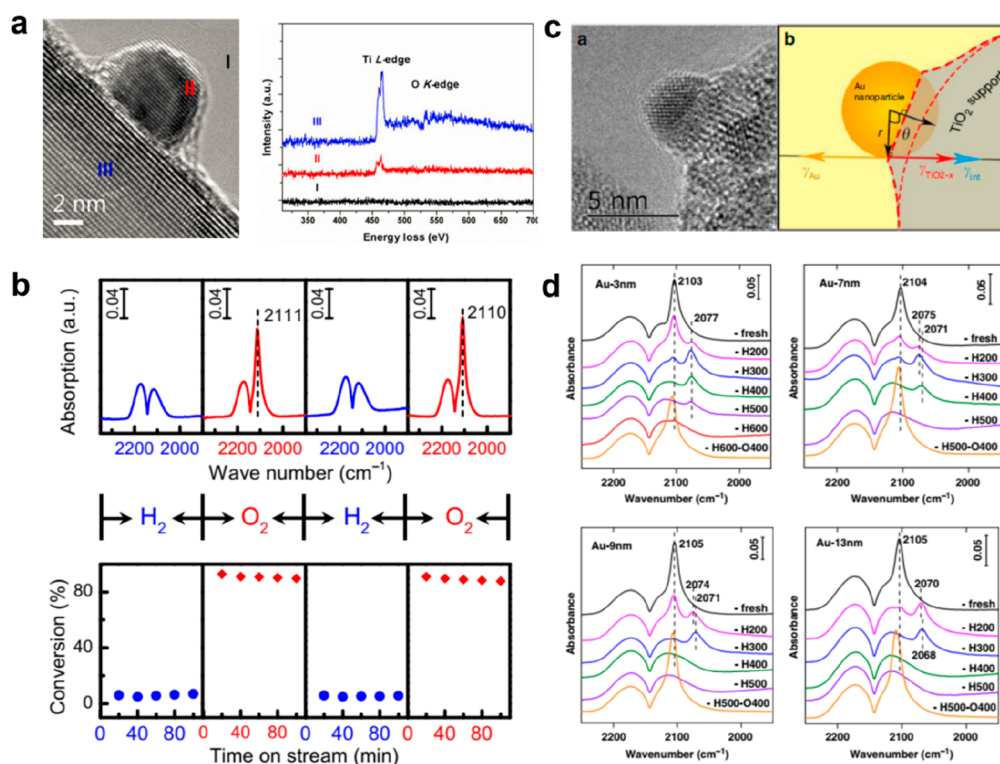 a
I
II
III
2 nm
Intensity (a.u.)
Ti L-edge
O K-edge
III
II
I
350 400 450 500 550 600 650 700
Energy loss (eV)
c
a
5 nm
b
Au
nanoparticle
TiO2 support
r
θ
γAu
γTiO2-x
γint
b
Absorption (a.u.)
0.04
0.04
2111
0.04
0.04
2110
2200 2000 2200 2000 2200 2000 2200 2000
Wave number (cm⁻¹)
H2 O2 H2 O2
Conversion (%)
80
40
0
0 40 80 0 40 80 0 40 80 0 40 80
Time on stream (min)
d
Au-3nm
2103
0.05
2077
- fresh
- H200
- H300
- H400
- H500
- H600
- H600-O400
Absorbance
2200 2100 2000
Wavenumber (cm⁻¹)
Au-7nm
2104
0.05
2075
2071
- fresh
- H200
- H300
- H400
- H500
- H500-O400
Absorbance
2200 2100 2000
Wavenumber (cm⁻¹)
Au-9nm
2105
0.05
2074
2071
- fresh
- H200
- H300
- H400
- H500
- H500-O400
Absorbance
2200 2100 2000
Wavenumber (cm⁻¹)
Au-13nm
2105
0.05
2070
- fresh
- H200
- H300
2068
- H400
- H500
- H500-O400
Absorbance
2200 2100 2000
Wavenumber (cm⁻¹)